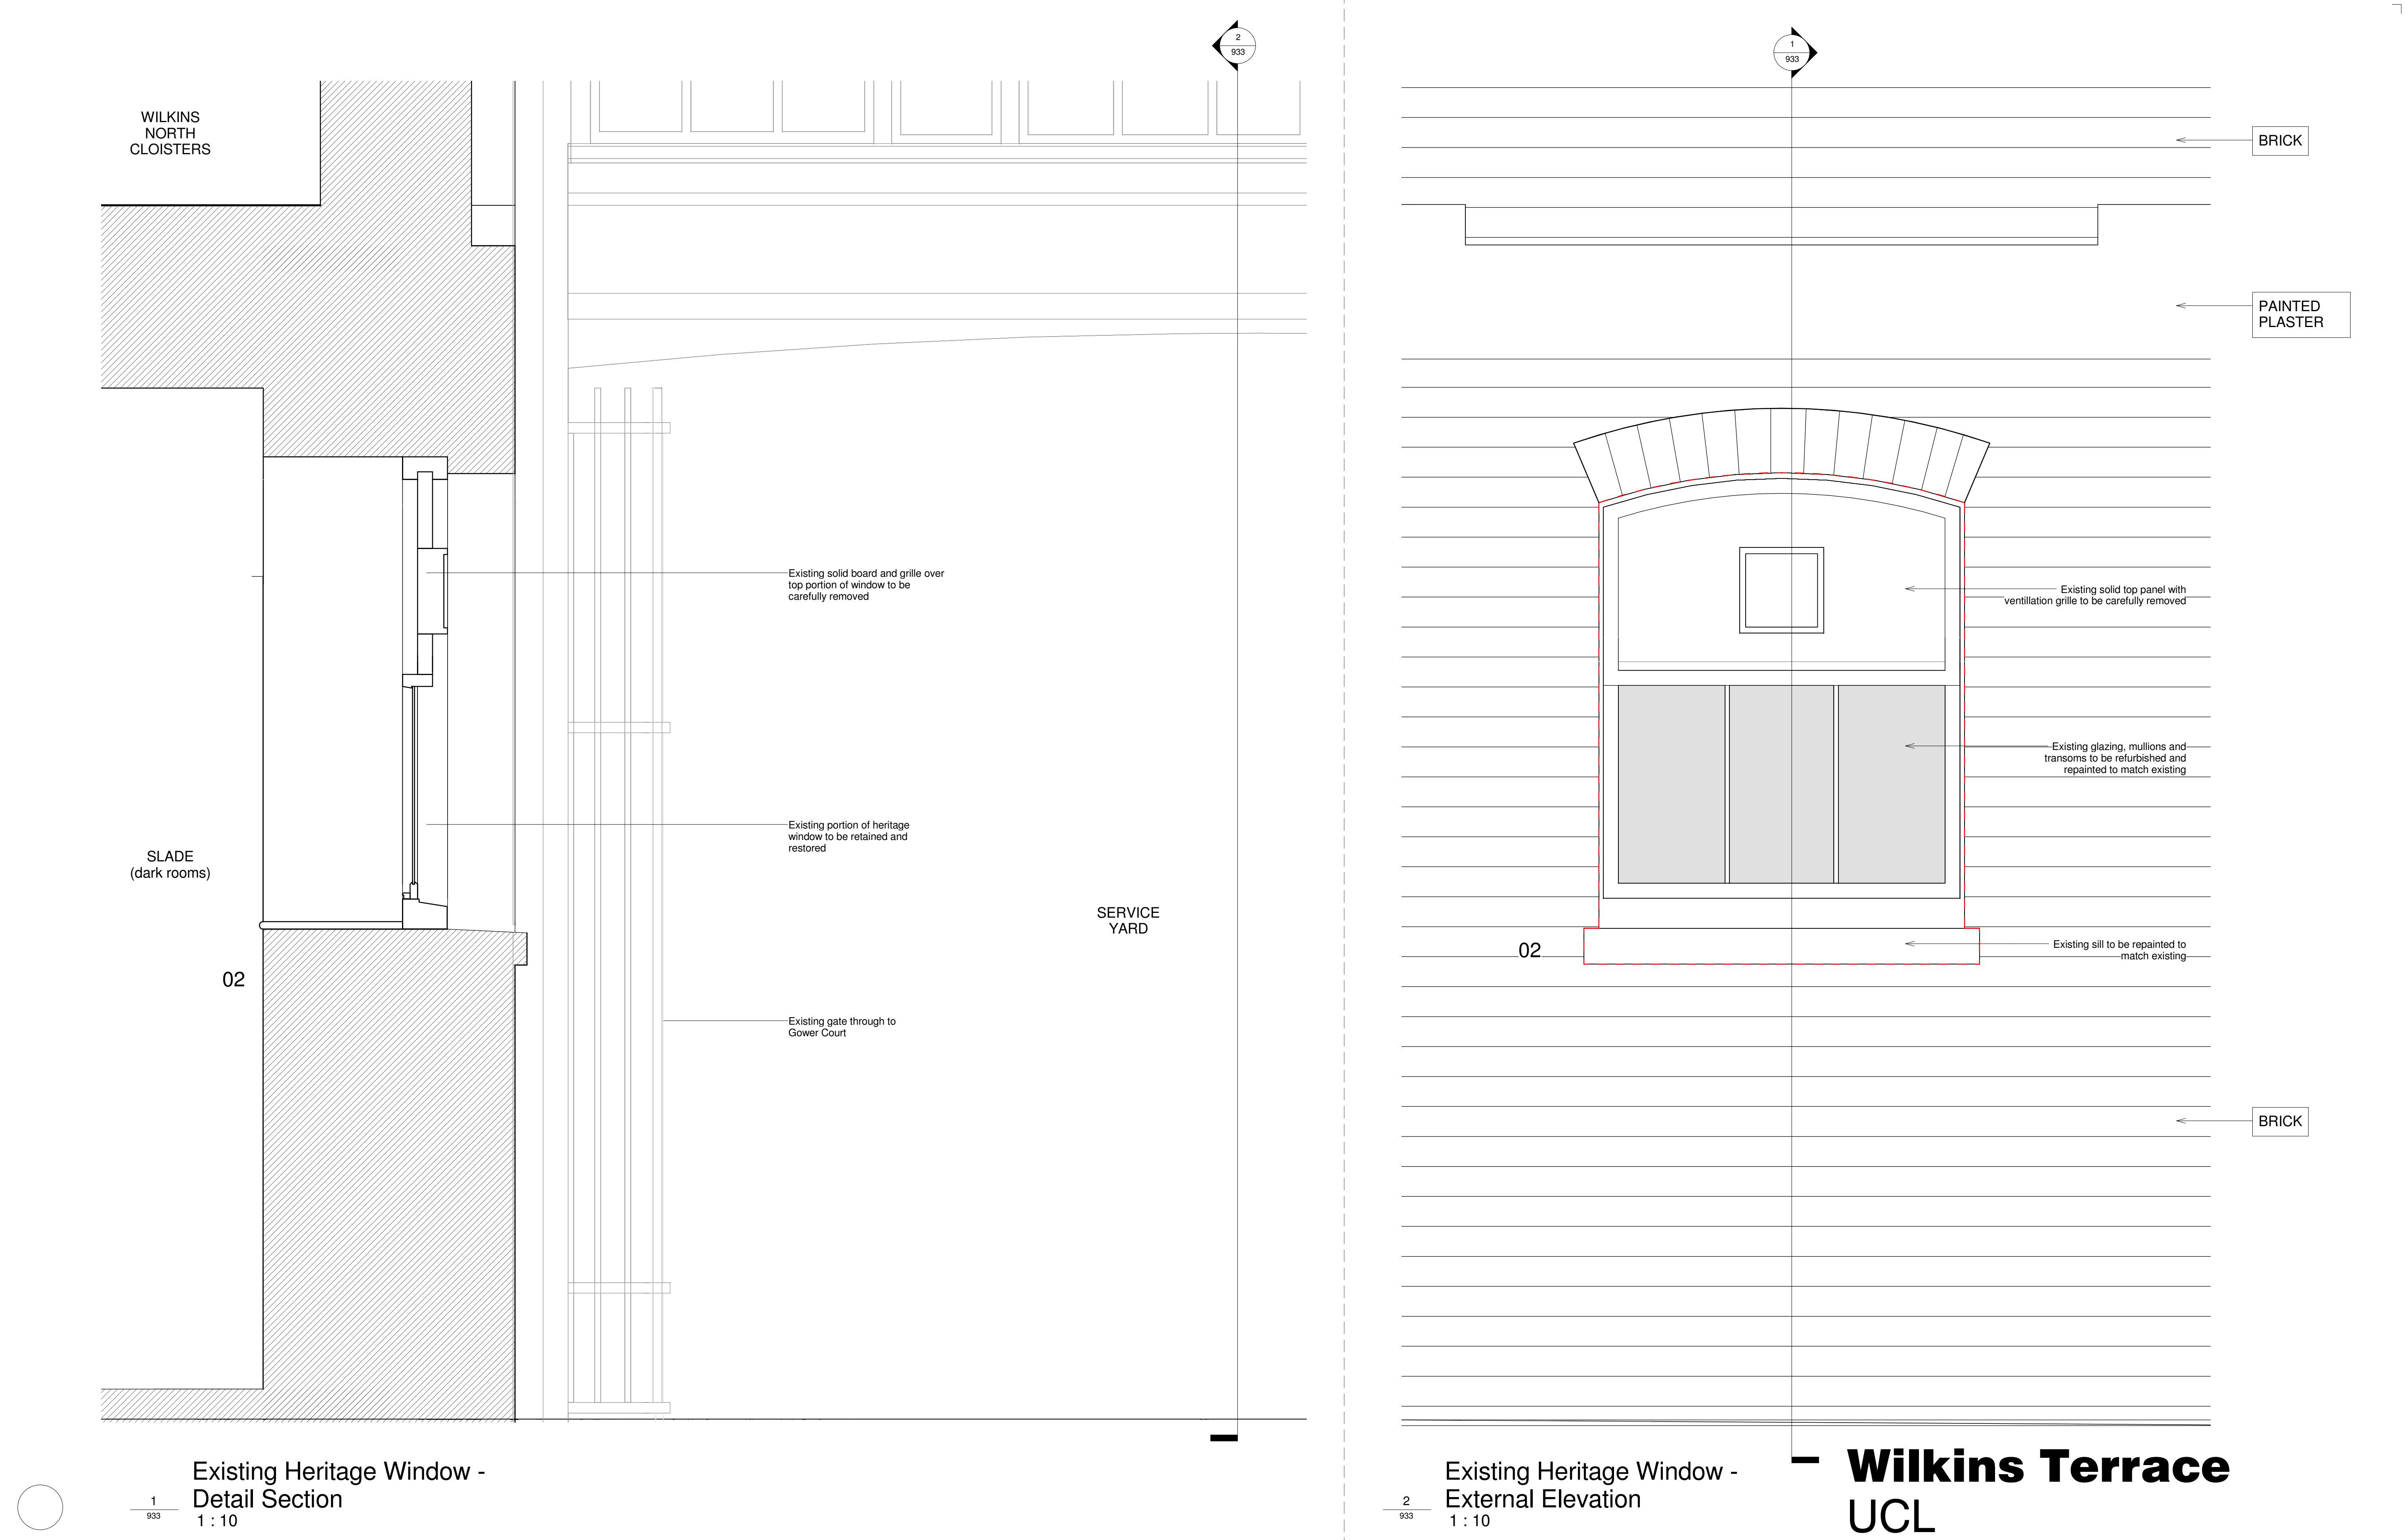 2
933
1
933
WILKINS
NORTH
CLOISTERS
BRICK
PAINTED
PLASTER
Existing solid board and grille over
top portion of window to be
carefully removed
Existing solid top panel with
ventillation grille to be carefully removed
Existing glazing, mullions and
transoms to be refurbished and
repainted to match existing
Existing portion of heritage
window to be retained and
restored
SLADE
(dark rooms)
SERVICE
YARD
02
02
Existing sill to be repainted to
match existing
Existing gate through to
Gower Court
BRICK
Existing Heritage Window -
Detail Section
1
933
1 : 10
Existing Heritage Window -
External Elevation
2
933
1 : 10
Wilkins Terrace
UCL